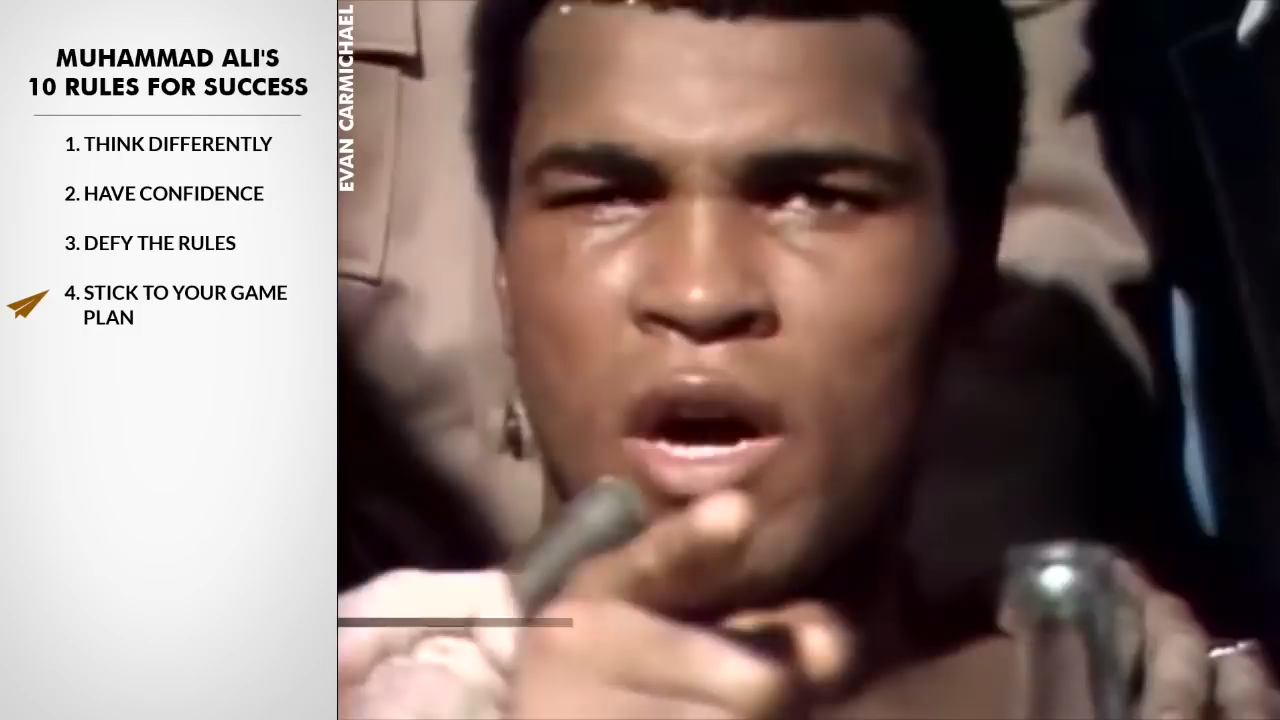 MUHAMMAD ALI'S
10 RULES FOR SUCCESS
1. THINK DIFFERENTLY
2. HAVE CONFIDENCE
3. DEFY THE RULES
4. STICK TO YOUR GAME
PLAN
EVAN CARMICHAEL